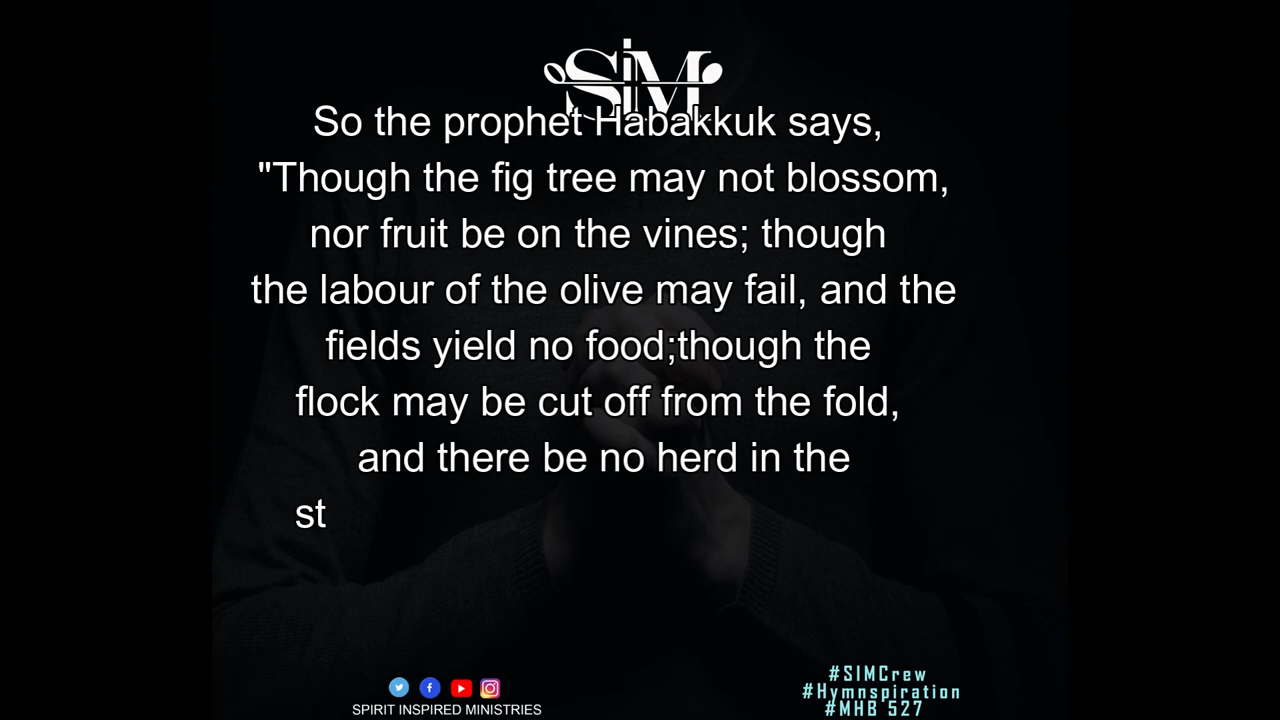 SiM
So the prophet Habakkuk says,
"Though the fig tree may not blossom,
nor fruit be on the vines; though
the labour of the olive may fail, and the
fields yield no food;though the
flock may be cut off from the fold,
and there be no herd in the
st
SPIRIT INSPIRED MINISTRIES
#SIMCrew
#Hymnspiration
#MHB 527